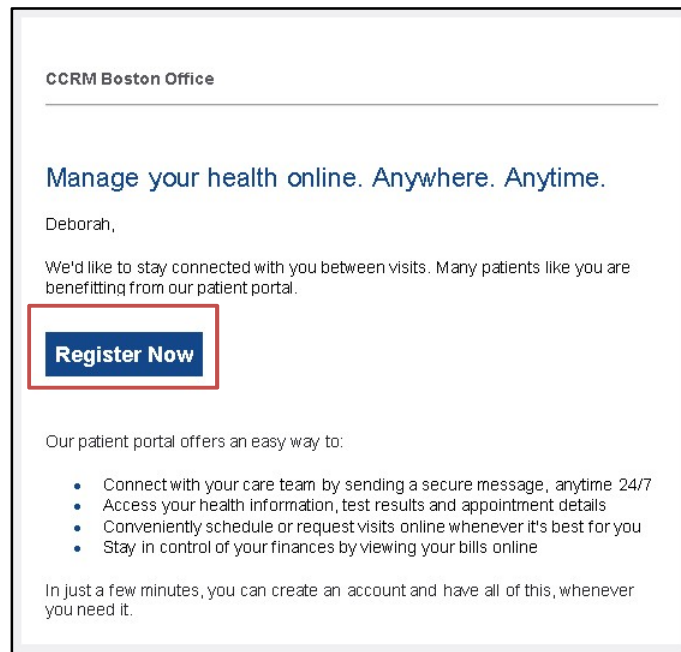 CCRM Boston Office
Manage your health online. Anywhere. Anytime.
Deborah,
We'd like to stay connected with you between visits. Many patients like you are
benefitting from our patient portal.
Register Now
Our patient portal offers an easy way to:
• Connect with your care team by sending a secure message, anytime 24/7
• Access your health information, test results and appointment details
• Conveniently schedule or request visits online whenever it's best for you
• Stay in control of your finances by viewing your bills online
In just a few minutes, you can create an account and have all of this, whenever
you need it.